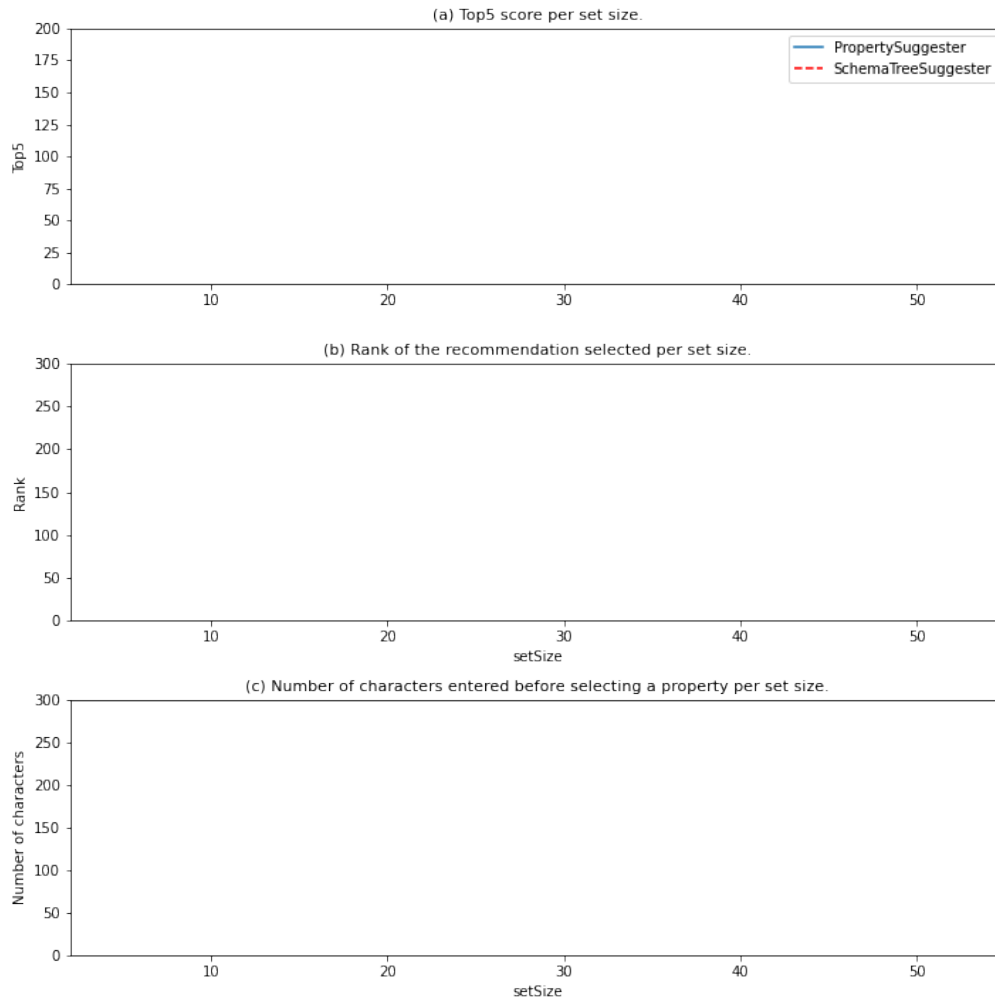 (a) Top5 score per set size.
200
175
150
125
100
75
50
25
0
Top5
PropertySuggester
SchemaTreeSuggester
10 20 30 40 50
(b) Rank of the recommendation selected per set size.
300
250
200
150
100
50
0
Rank
10 20 30 40 50
setSize
(c) Number of characters entered before selecting a property per set size.
300
250
200
150
100
50
0
Number of characters
10 20 30 40 50
setSize